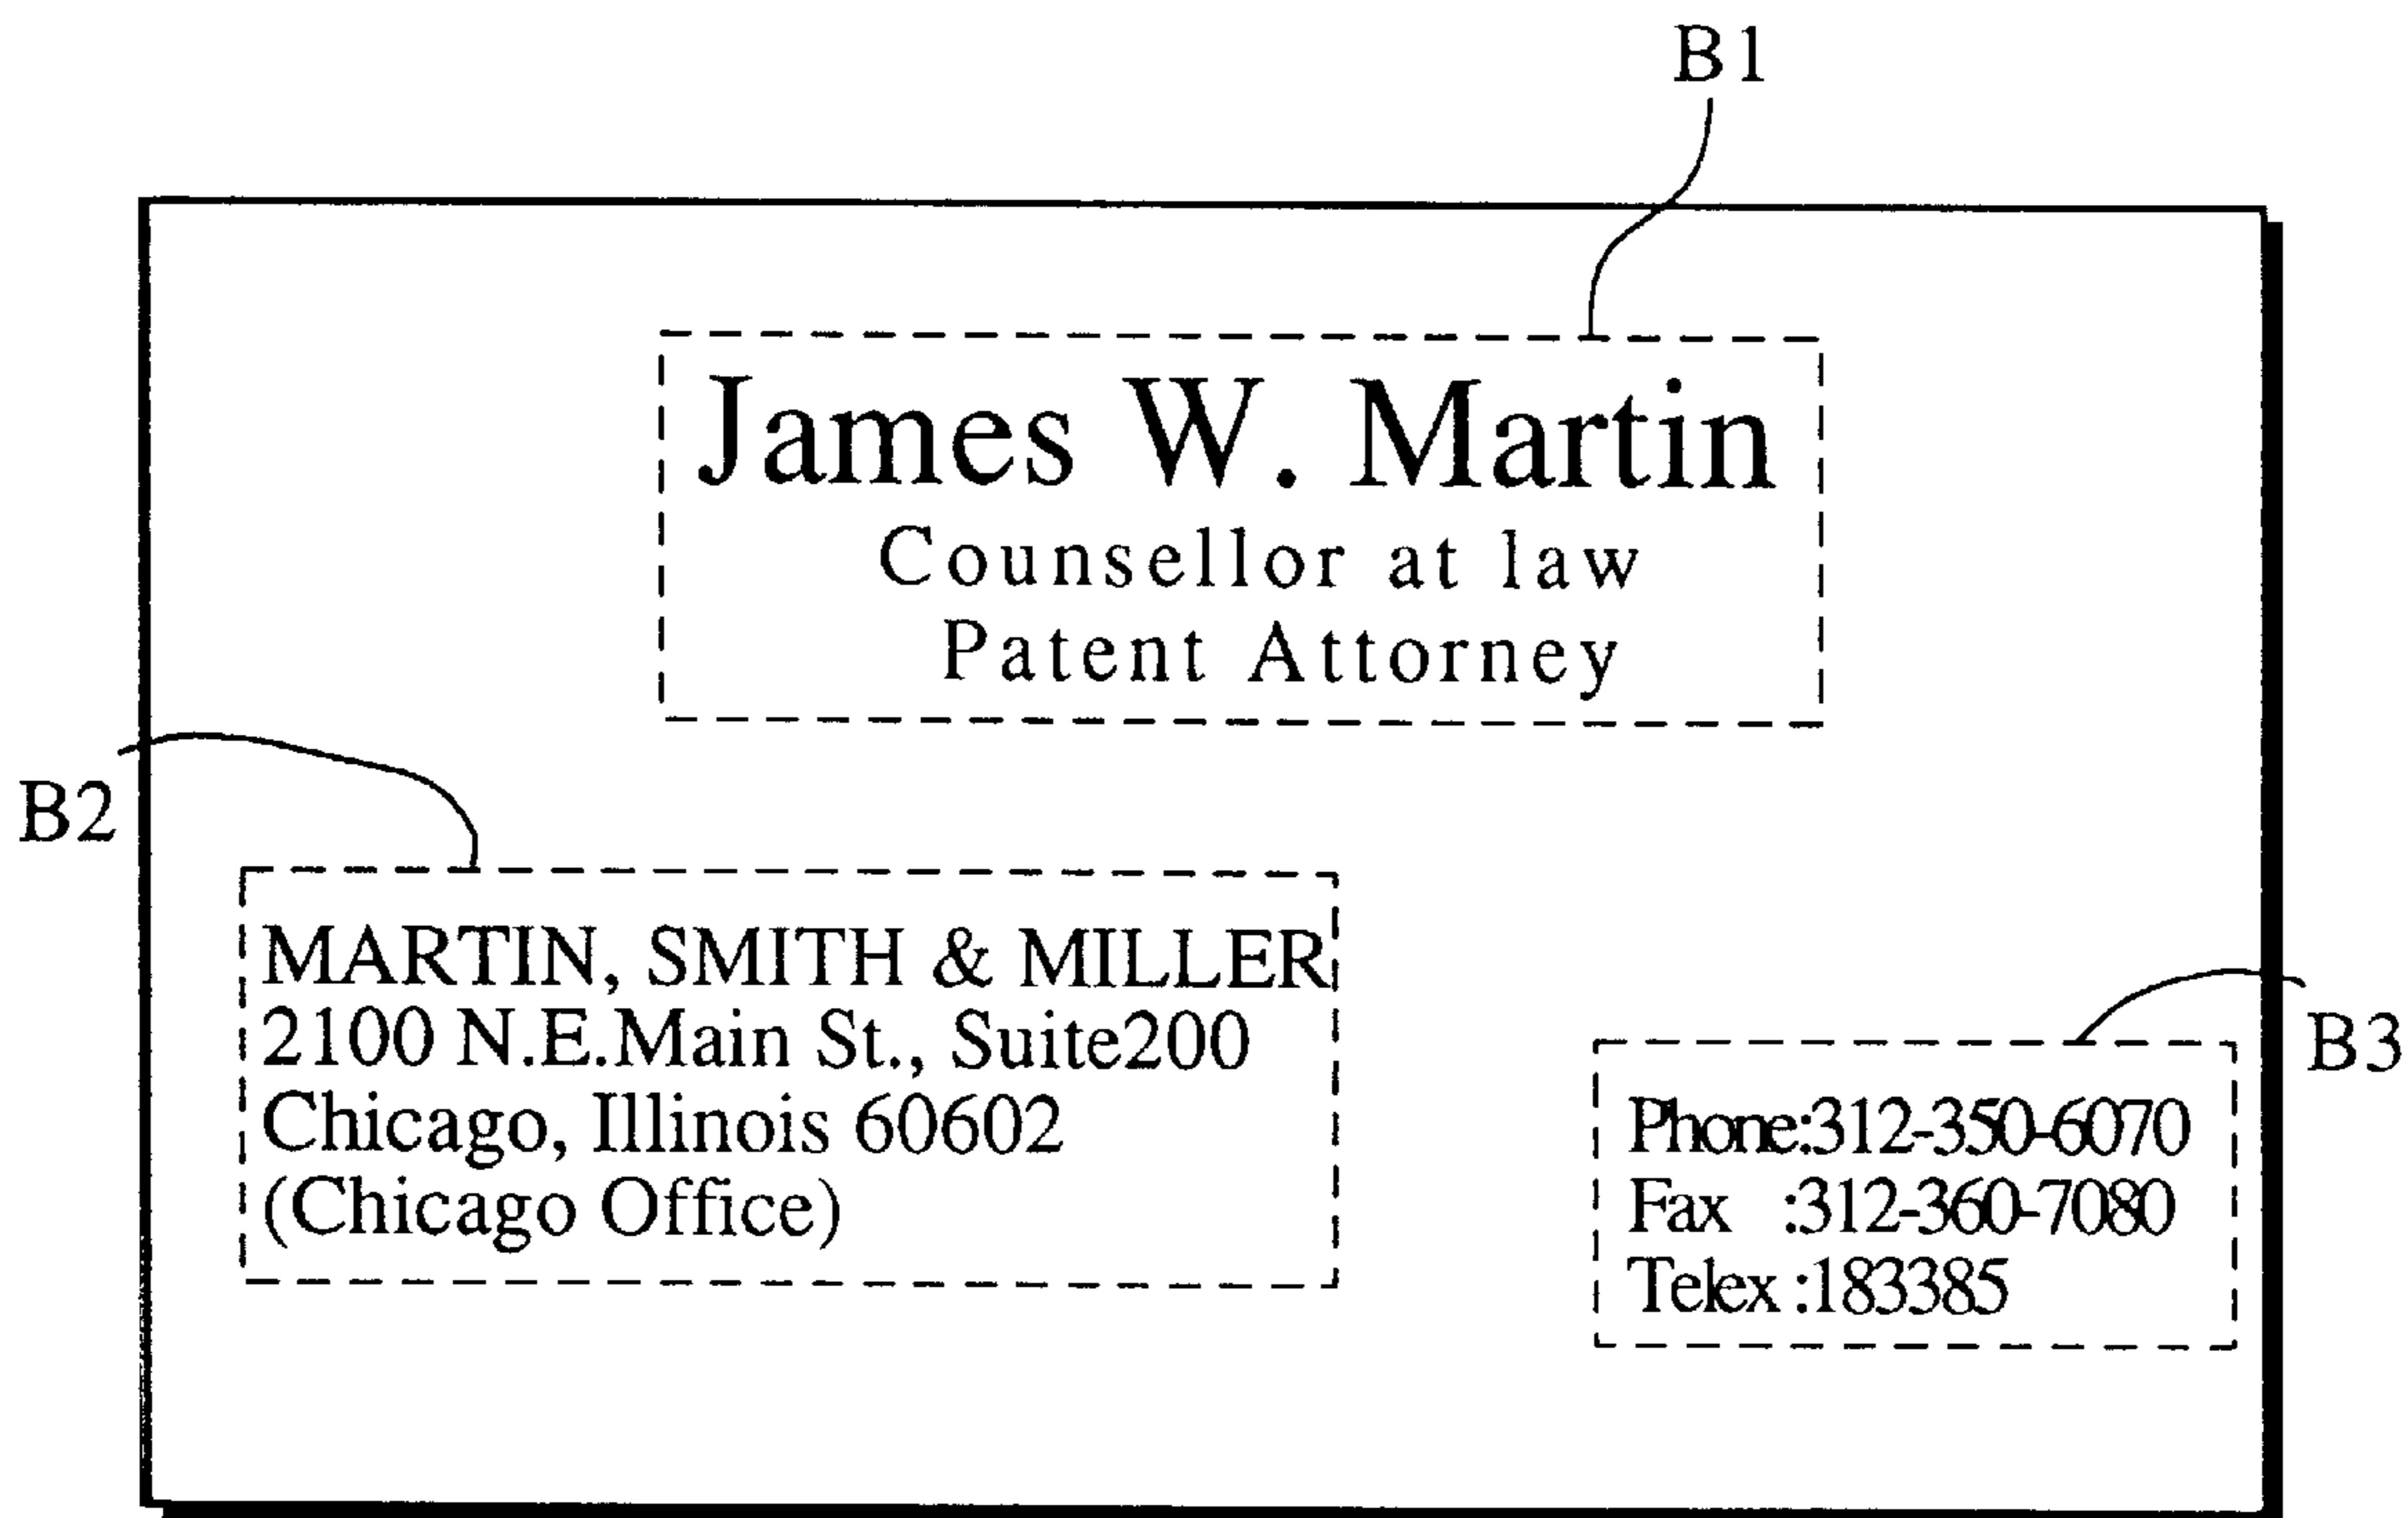 B1
James W. Martin
Counsellor at law
Patent Attorney
B2
MARTIN, SMITH & MILLER
2100 N.E.Main St., Suite200
Chicago, Illinois 60602
(Chicago Office)
B3
Phone:312-350-6070
Fax :312-360-7080
Telex :183385